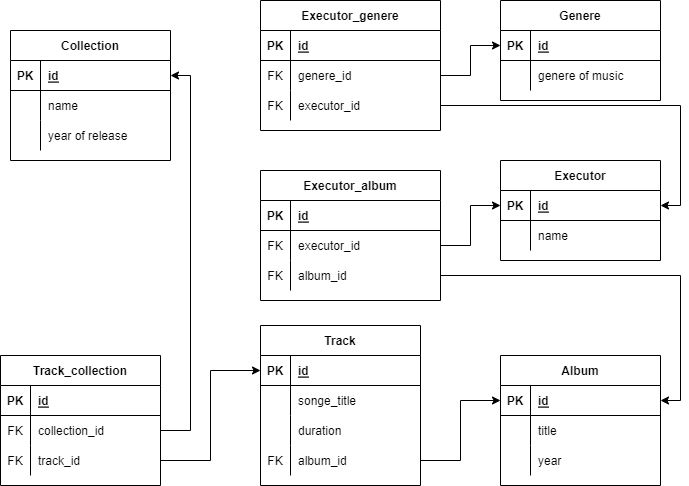 Collection
PK id
name
year of release
Executor_genere
PK id
FK genere_id
FK executor_id
Genere
PK id
genere of music
Executor_album
PK id
FK executor_id
FK album_id
Executor
PK id
name
Track_collection
PK id
FK collection_id
FK track_id
Track
PK id
songe_title
duration
FK album_id
Album
PK id
title
year